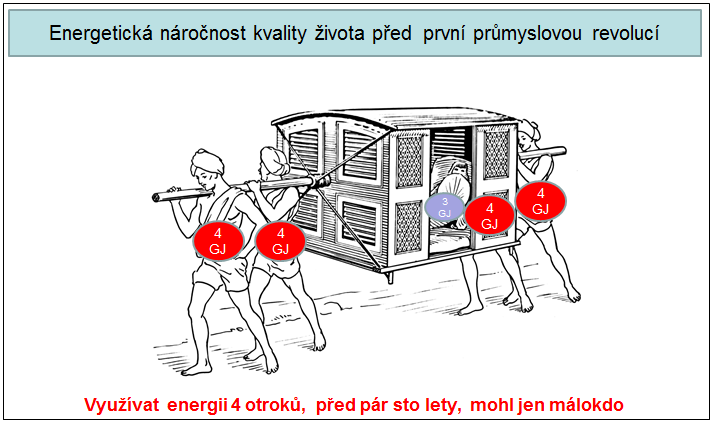 Energetická náročnost kvality života před první průmyslovou revolucí
4
GJ
4
GJ
3
GJ
4
GJ
4
GJ
Využívat energii 4 otroků, před pár sto lety, mohl jen málokdo